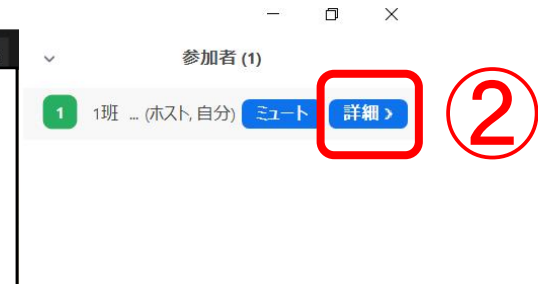 参加者 (1)
1 1班 ... (ホスト, 自分) ミュート 詳細 >
②